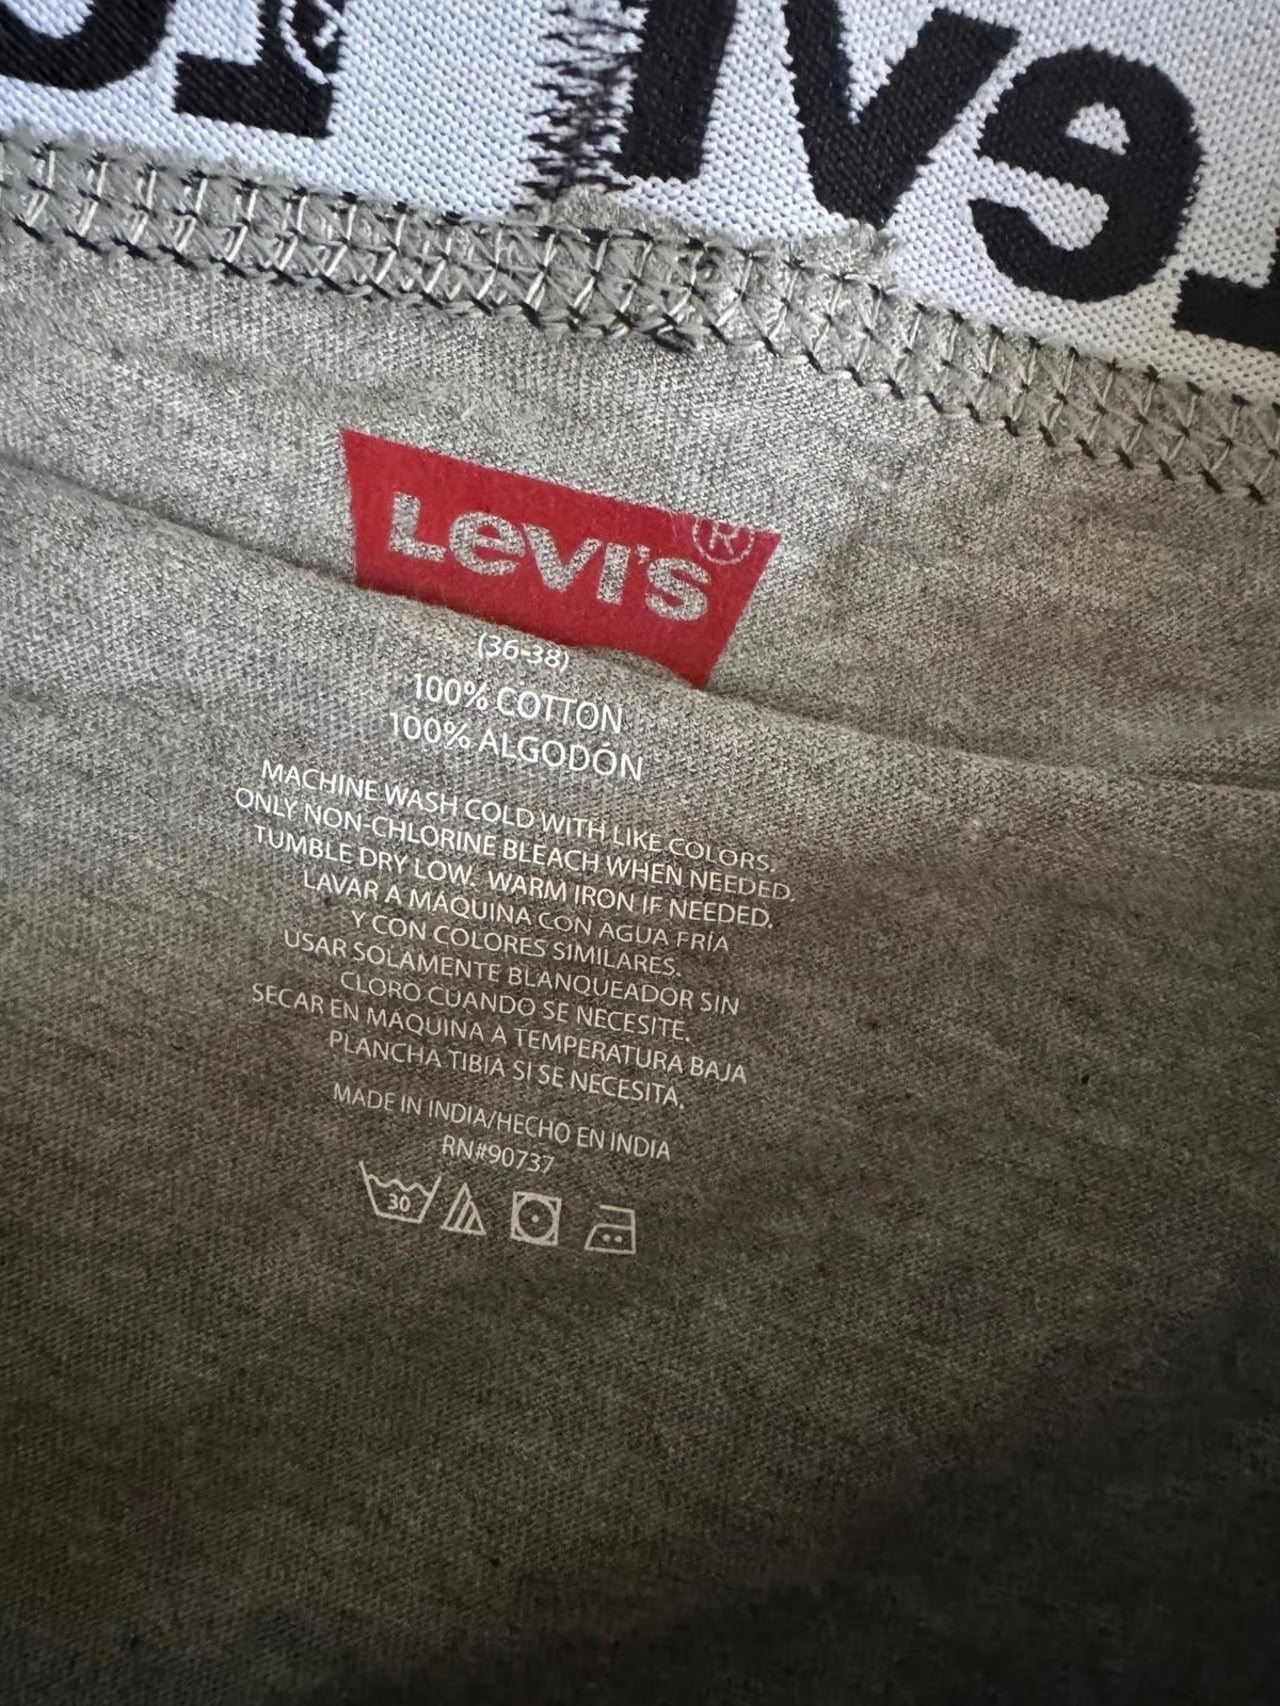 Levi
Levi's®
(36-38)
100% COTTON
100% ALGODÓN
MACHINE WASH COLD WITH LIKE COLORS.
ONLY NON-CHLORINE BLEACH WHEN NEEDED.
TUMBLE DRY LOW. WARM IRON IF NEEDED.
LAVAR A MÁQUINA CON AGUA FRÍA
Y CON COLORES SIMILARES.
USAR SOLAMENTE BLANQUEADOR SIN
CLORO CUANDO SE NECESITE.
SECAR EN MÁQUINA A TEMPERATURA BAJA
PLANCHA TIBIA SI SE NECESITA.
MADE IN INDIA/HECHO EN INDIA
RN#90737
30